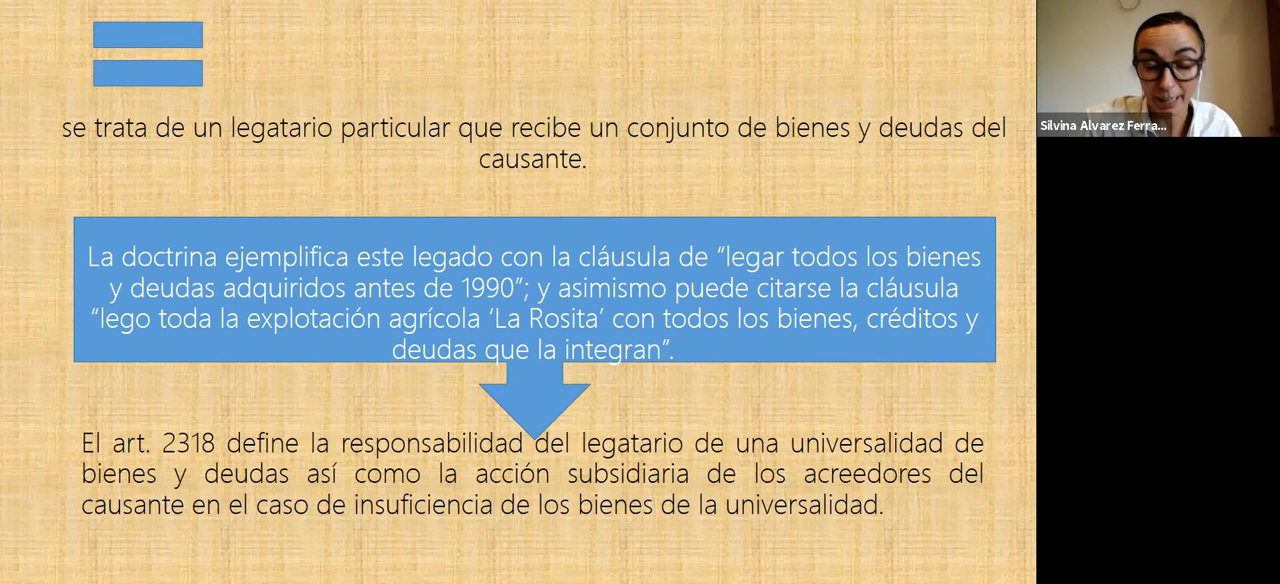 se trata de un legatario particular que recibe un conjunto de bienes y deudas del
causante.
La doctrina ejemplifica este legado con la cláusula de “legar todos los bienes
y deudas adquiridos antes de 1990”; y asimismo puede citarse la cláusula
“lego toda la explotación agrícola ‘La Rosita’ con todos los bienes, créditos y
deudas que la integran”.
El art. 2318 define la responsabilidad del legatario de una universalidad de
bienes y deudas así como la acción subsidiaria de los acreedores del
causante en el caso de insuficiencia de los bienes de la universalidad.
Silvina Alvarez Ferra...